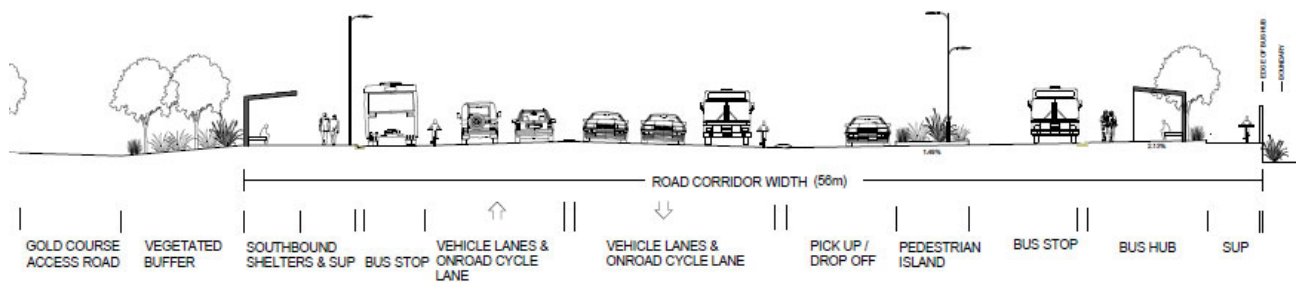 EDGE OF BUS HUB
BOUNDARY
1.49%
2.13%
ROAD CORRIDOR WIDTH (56m)
GOLD COURSE
ACCESS ROAD
VEGETATED
BUFFER
SOUTHBOUND
SHELTERS & SUP
BUS STOP
VEHICLE LANES &
ONROAD CYCLE
LANE
VEHICLE LANES &
ONROAD CYCLE LANE
PICK UP /
DROP OFF
PEDESTRIAN
ISLAND
BUS STOP
BUS HUB
SUP